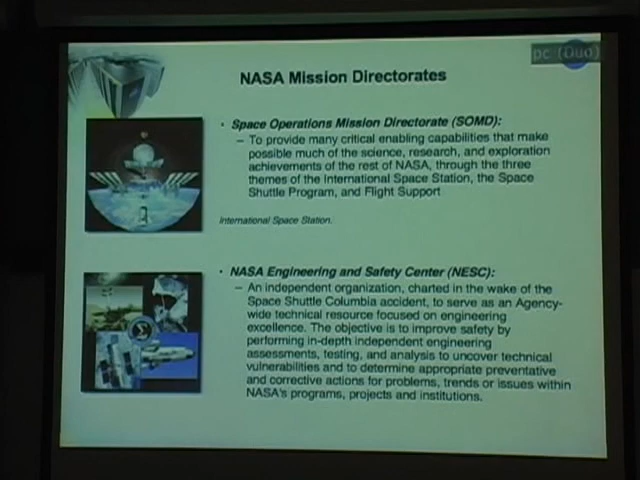 pc (Duo)
NASA Mission Directorates
• Space Operations Mission Directorate (SOMD):
– To provide many critical enabling capabilities that make
possible much of the science, research, and exploration
achievements of the rest of NASA, through the three
themes of the International Space Station, the Space
Shuttle Program, and Flight Support
International Space Station.
• NASA Engineering and Safety Center (NESC):
– An independent organization, charted in the wake of the
Space Shuttle Columbia accident, to serve as an Agency-
wide technical resource focused on engineering
excellence. The objective is to improve safety by
performing in-depth independent engineering
assessments, testing, and analysis to uncover technical
vulnerabilities and to determine appropriate preventative
and corrective actions for problems, trends or issues within
NASA's programs, projects and institutions.